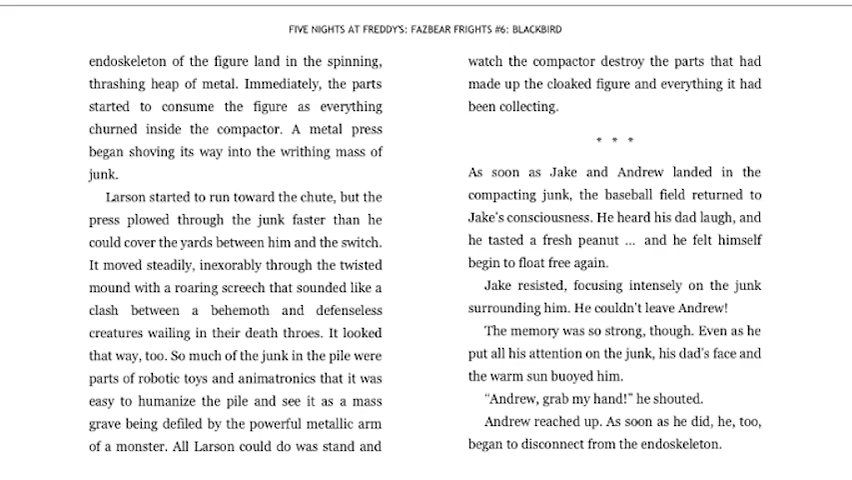 FIVE NIGHTS AT FREDDY'S: FAZBEAR FRIGHTS #6: BLACKBIRD
endoskeleton of the figure land in the spinning,
thrashing heap of metal. Immediately, the parts
started to consume the figure as everything
churned inside the compactor. A metal press
began shoving its way into the writhing mass of
junk.
Larson started to run toward the chute, but the
press plowed through the junk faster than he
could cover the yards between him and the switch.
It moved steadily, inexorably through the twisted
mound with a roaring screech that sounded like a
clash between a behemoth and defenseless
creatures wailing in their death throes. It looked
that way, too. So much of the junk in the pile were
parts of robotic toys and animatronics that it was
easy to humanize the pile and see it as a mass
grave being defiled by the powerful metallic arm
of a monster. All Larson could do was stand and
watch the compactor destroy the parts that had
made up the cloaked figure and everything it had
been collecting.
* * *
As soon as Jake and Andrew landed in the
compacting junk, the baseball field returned to
Jake's consciousness. He heard his dad laugh, and
he tasted a fresh peanut ... and he felt himself
begin to float free again.
Jake resisted, focusing intensely on the junk
surrounding him. He couldn't leave Andrew!
The memory was so strong, though. Even as he
put all his attention on the junk, his dad's face and
the warm sun buoyed him.
"Andrew, grab my hand!" he shouted.
Andrew reached up. As soon as he did, he, too,
began to disconnect from the endoskeleton.